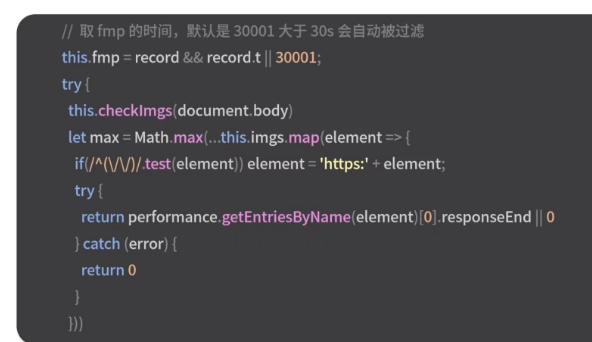 // 取 fmp 的时间，默认是 30001 大于 30s 会自动被过滤
this.fmp = record && record.t || 30001;
try {
this.checkImgs(document.body)
let max = Math.max(...this.imgs.map(element => {
if(/^(\/\/)/.test(element)) element = 'https:' + element;
try {
return performance.getEntriesByName(element)[0].responseEnd || 0
} catch (error) {
return 0
}
}))